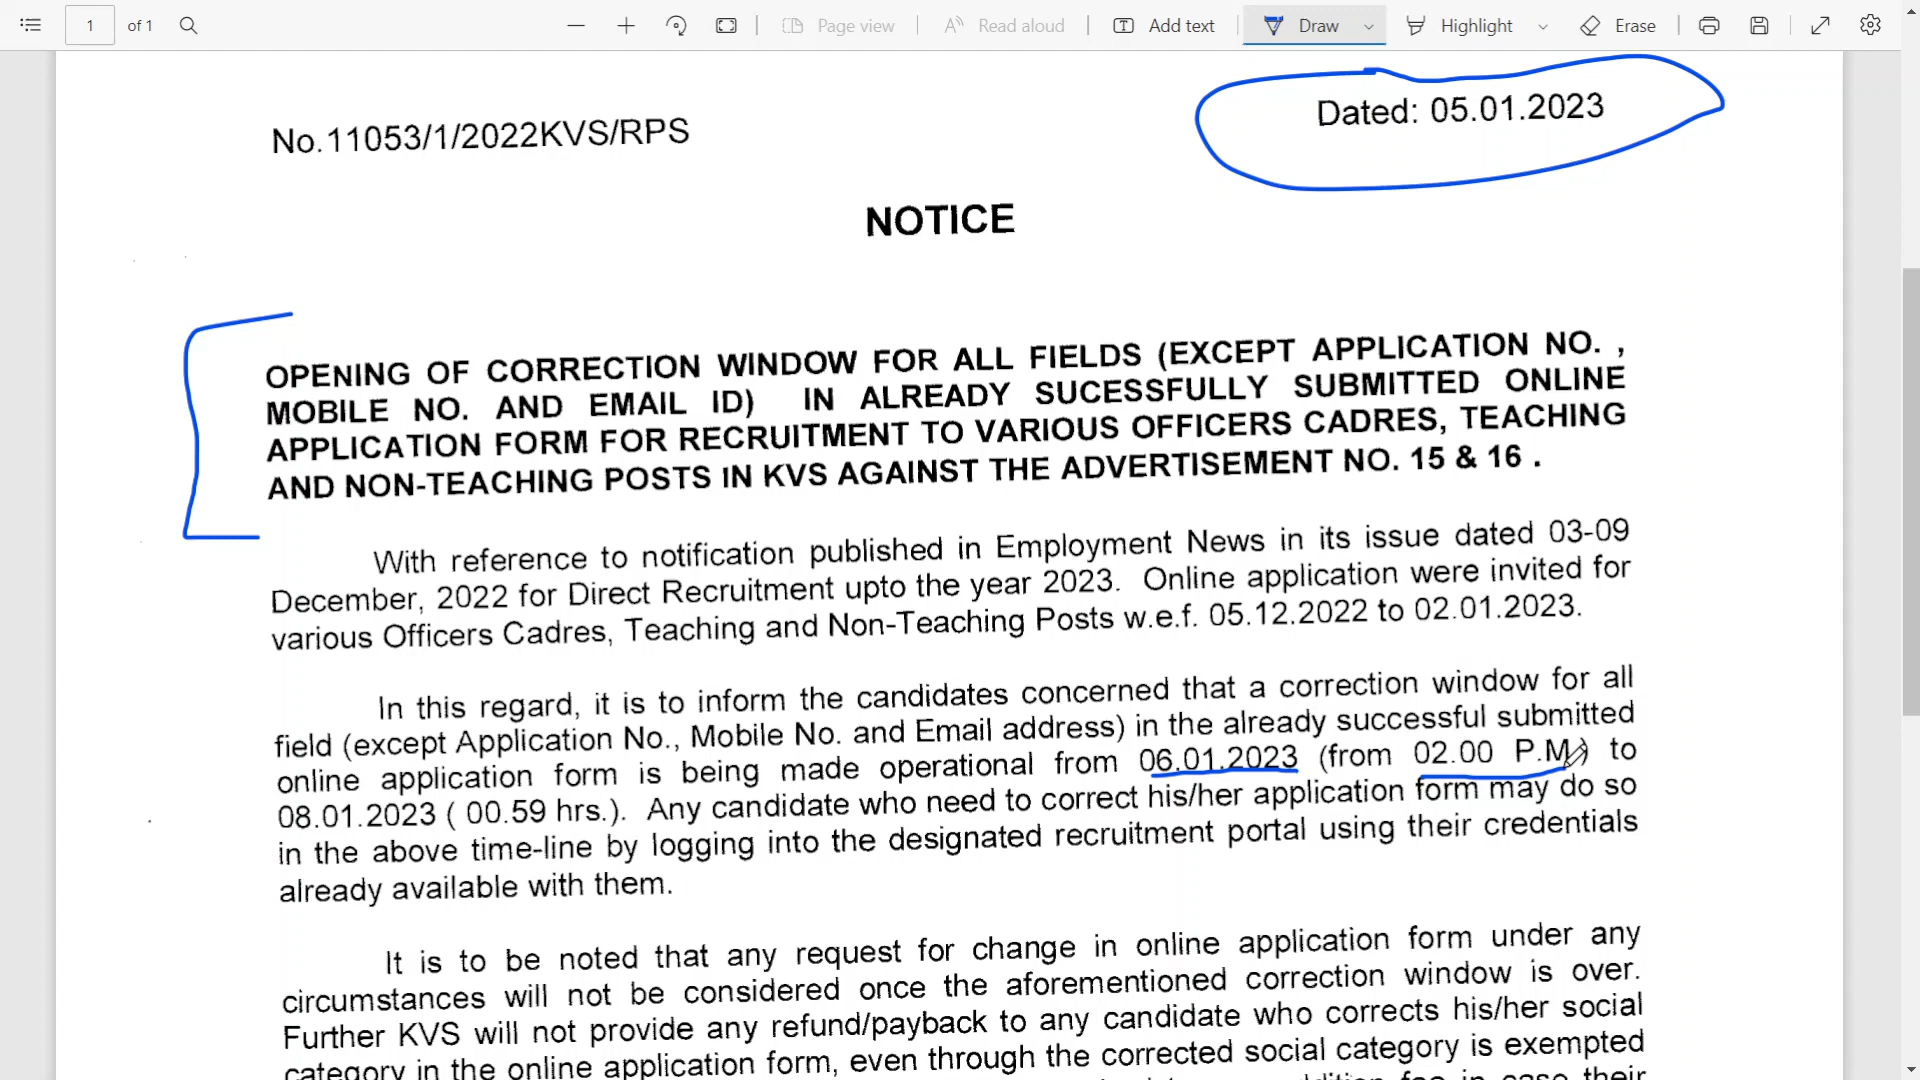 1 of 1 Page view Read aloud Add text Draw Highlight Erase
No.11053/1/2022KVS/RPS
Dated: 05.01.2023
NOTICE
OPENING OF CORRECTION WINDOW FOR ALL FIELDS (EXCEPT APPLICATION NO. ,
MOBILE NO. AND EMAIL ID) IN ALREADY SUCESSFULLY SUBMITTED ONLINE
APPLICATION FORM FOR RECRUITMENT TO VARIOUS OFFICERS CADRES, TEACHING
AND NON-TEACHING POSTS IN KVS AGAINST THE ADVERTISEMENT NO. 15 & 16 .
With reference to notification published in Employment News in its issue dated 03-09
December, 2022 for Direct Recruitment upto the year 2023. Online application were invited for
various Officers Cadres, Teaching and Non-Teaching Posts w.e.f. 05.12.2022 to 02.01.2023.
In this regard, it is to inform the candidates concerned that a correction window for all
field (except Application No., Mobile No. and Email address) in the already successful submitted
online application form is being made operational from 06.01.2023 (from 02.00 P.M) to
08.01.2023 ( 00.59 hrs.). Any candidate who need to correct his/her application form may do so
in the above time-line by logging into the designated recruitment portal using their credentials
already available with them.
It is to be noted that any request for change in online application form under any
circumstances will not be considered once the aforementioned correction window is over.
Further KVS will not provide any refund/payback to any candidate who corrects his/her social
category in the online application form, even through the corrected social category is exempted
fee in case their